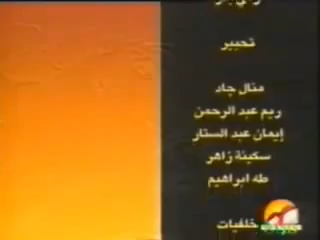 تحبير
منال جاد
ريم عبد الرحمن
إيمان عبد الستار
سكينة زاهر
طه ابراهيم
خلفيات